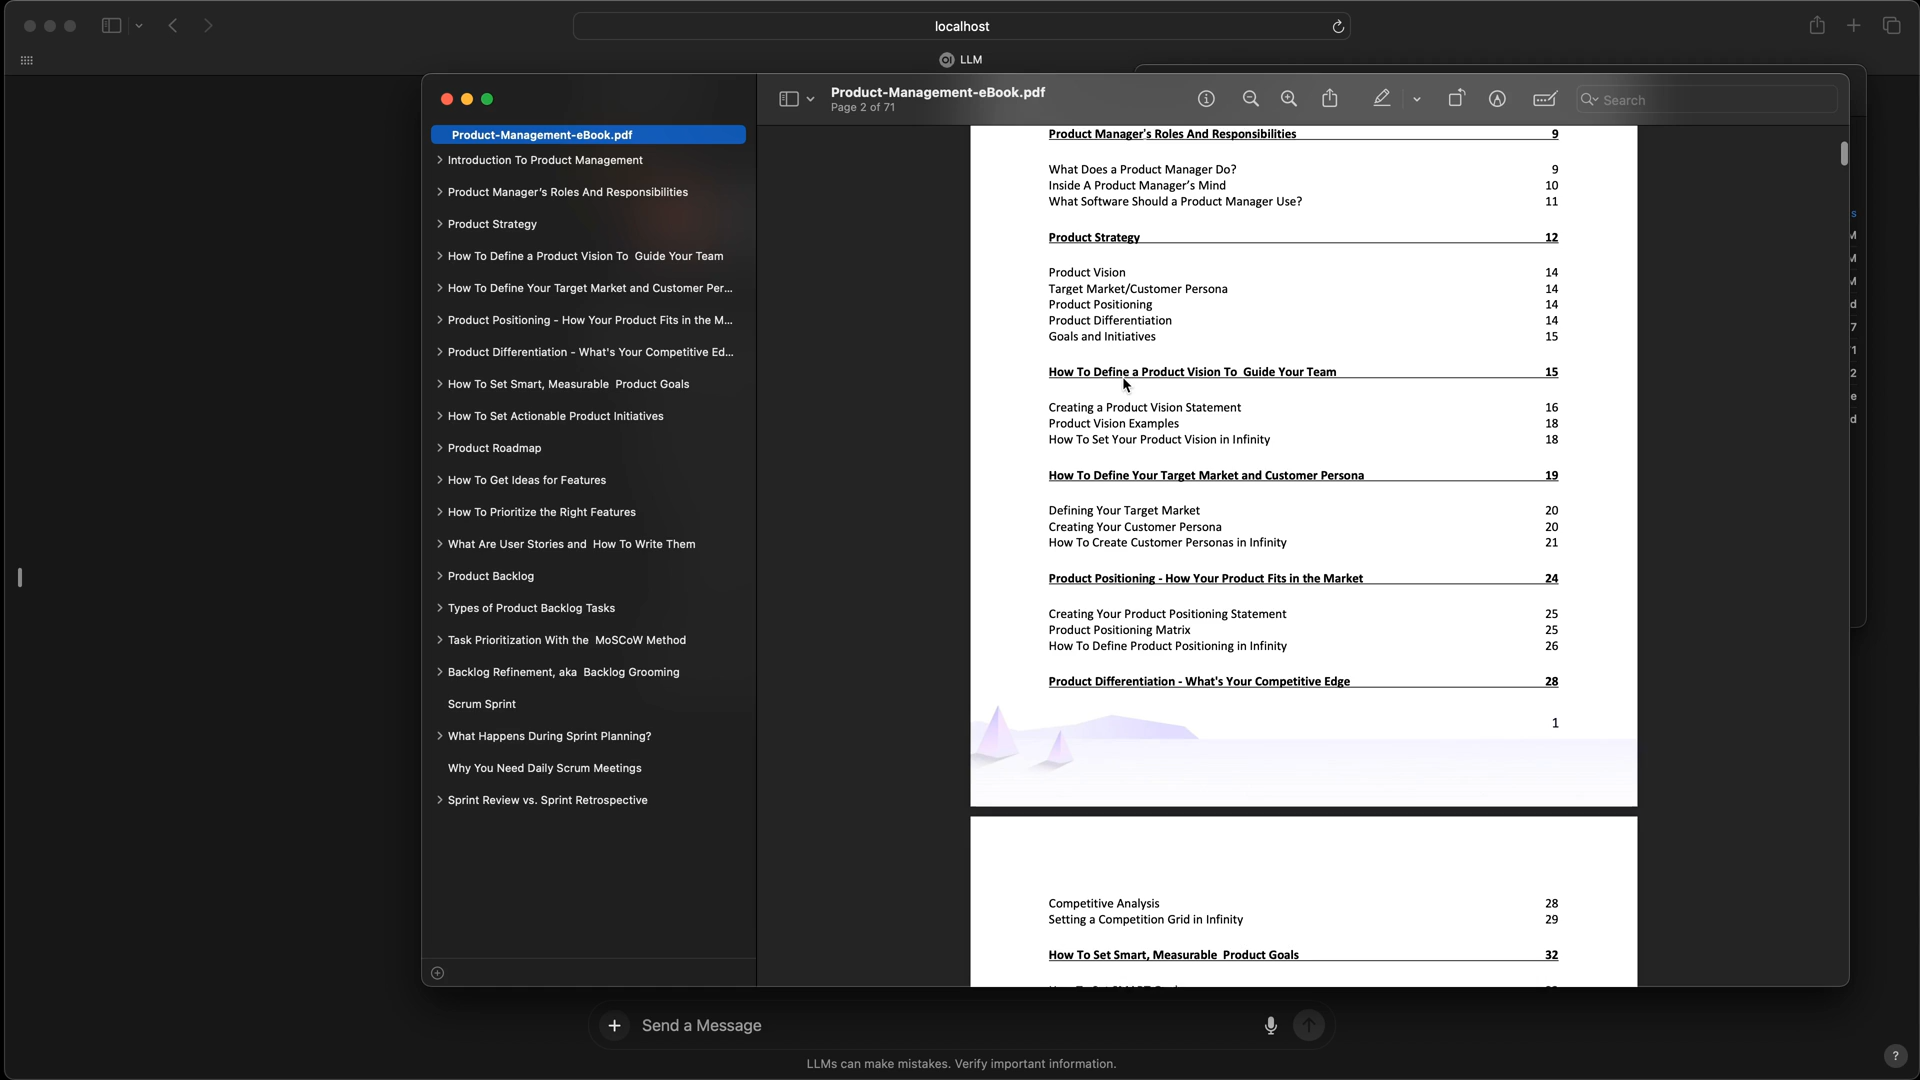 localhost
LLM
Product-Management-eBook.pdf
Page 2 of 71
Search
Product-Management-eBook.pdf
Introduction To Product Management
Product Manager's Roles And Responsibilities
Product Strategy
How To Define a Product Vision To  Guide Your Team
How To Define Your Target Market and Customer Per...
Product Positioning - How Your Product Fits in the M...
Product Differentiation - What's Your Competitive Ed...
How To Set Smart, Measurable  Product Goals
How To Set Actionable Product Initiatives
Product Roadmap
How To Get Ideas for Features
How To Prioritize the Right Features
What Are User Stories and  How To Write Them
Product Backlog
Types of Product Backlog Tasks
Task Prioritization With the  MoSCoW Method
Backlog Refinement, aka  Backlog Grooming
Scrum Sprint
What Happens During Sprint Planning?
Why You Need Daily Scrum Meetings
Sprint Review vs. Sprint Retrospective
Product Manager's Roles And Responsibilities 9
What Does a Product Manager Do? 9
Inside A Product Manager's Mind 10
What Software Should a Product Manager Use? 11
Product Strategy 12
Product Vision 14
Target Market/Customer Persona 14
Product Positioning 14
Product Differentiation 14
Goals and Initiatives 15
How To Define a Product Vision To  Guide Your Team 15
Creating a Product Vision Statement 16
Product Vision Examples 18
How To Set Your Product Vision in Infinity 18
How To Define Your Target Market and Customer Persona 19
Defining Your Target Market 20
Creating Your Customer Persona 20
How To Create Customer Personas in Infinity 21
Product Positioning - How Your Product Fits in the Market 24
Creating Your Product Positioning Statement 25
Product Positioning Matrix 25
How To Define Product Positioning in Infinity 26
Product Differentiation - What's Your Competitive Edge 28
1
Competitive Analysis 28
Setting a Competition Grid in Infinity 29
How To Set Smart, Measurable  Product Goals 32
s
M
M
M
d
7
1
2
e
d
Send a Message
LLMs can make mistakes. Verify important information.
?